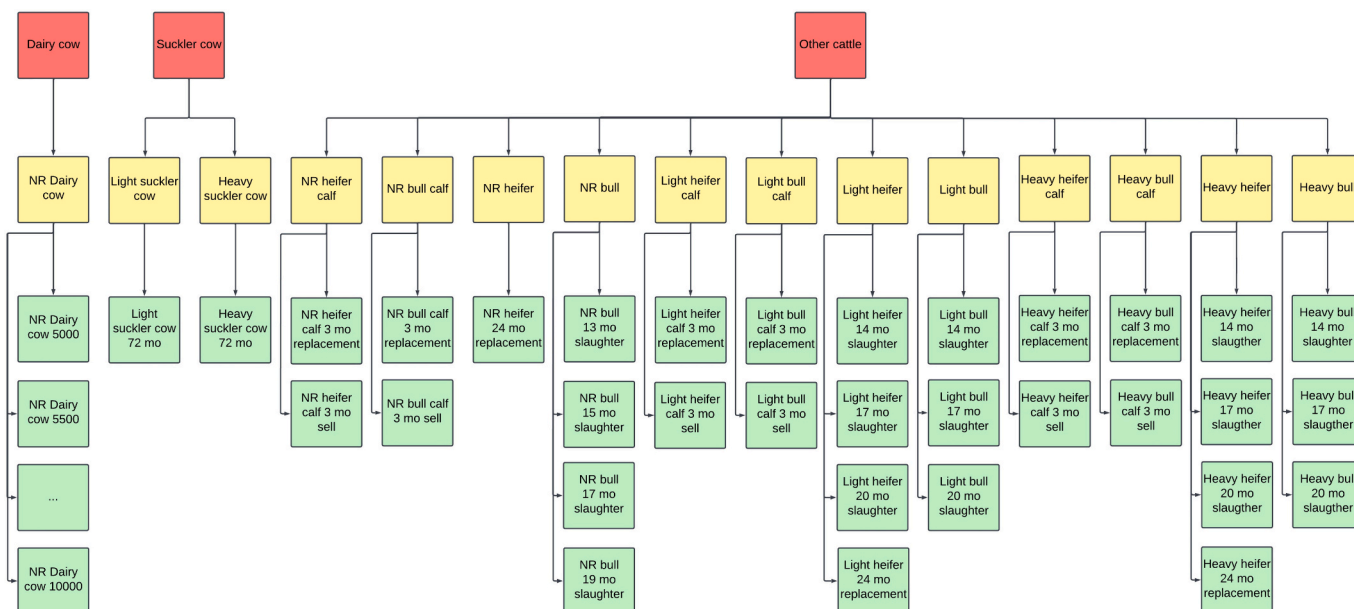 Dairy cow
Suckler cow
Other cattle
NR Dairy
cow
Light suckler
cow
Heavy
suckler cow
NR heifer
calf
NR bull calf
NR heifer
NR bull
Light heifer
calf
Light bull
calf
Light heifer
Light bull
Heavy heifer
calf
Heavy bull
calf
Heavy heifer
Heavy bull
NR Dairy
cow 5000
Light
suckler cow
72 mo
Heavy
suckler cow
72 mo
NR heifer
calf 3 mo
replacement
NR bull calf
3 mo
replacement
NR heifer
24 mo
replacement
NR bull
13 mo
slaughter
Light heifer
calf 3 mo
replacement
Light bull
calf 3 mo
replacement
Light heifer
14 mo
slaughter
Light bull
14 mo
slaughter
Heavy heifer
calf 3 mo
replacement
Heavy bull
calf 3 mo
replacement
Heavy heifer
14 mo
slaugther
Heavy bull
14 mo
slaughter
NR Dairy
cow 5500
NR heifer
calf 3 mo
sell
NR bull calf
3 mo sell
NR bull
15 mo
slaughter
Light heifer
calf 3 mo
sell
Light bull
calf 3 mo
sell
Light heifer
17 mo
slaughter
Light bull
17 mo
slaughter
Heavy heifer
calf 3 mo
sell
Heavy bull
calf 3 mo
sell
Heavy heifer
17 mo
slaugther
Heavy bull
17 mo
slaugther
...
NR bull
17 mo
slaughter
Light heifer
20 mo
slaughter
Light bull
20 mo
slaughter
Heavy heifer
20 mo
slaugther
Heavy bull
20 mo
slaugther
NR Dairy
cow 10000
NR bull
19 mo
slaughter
Light heifer
24 mo
replacement
Heavy heifer
24 mo
replacement